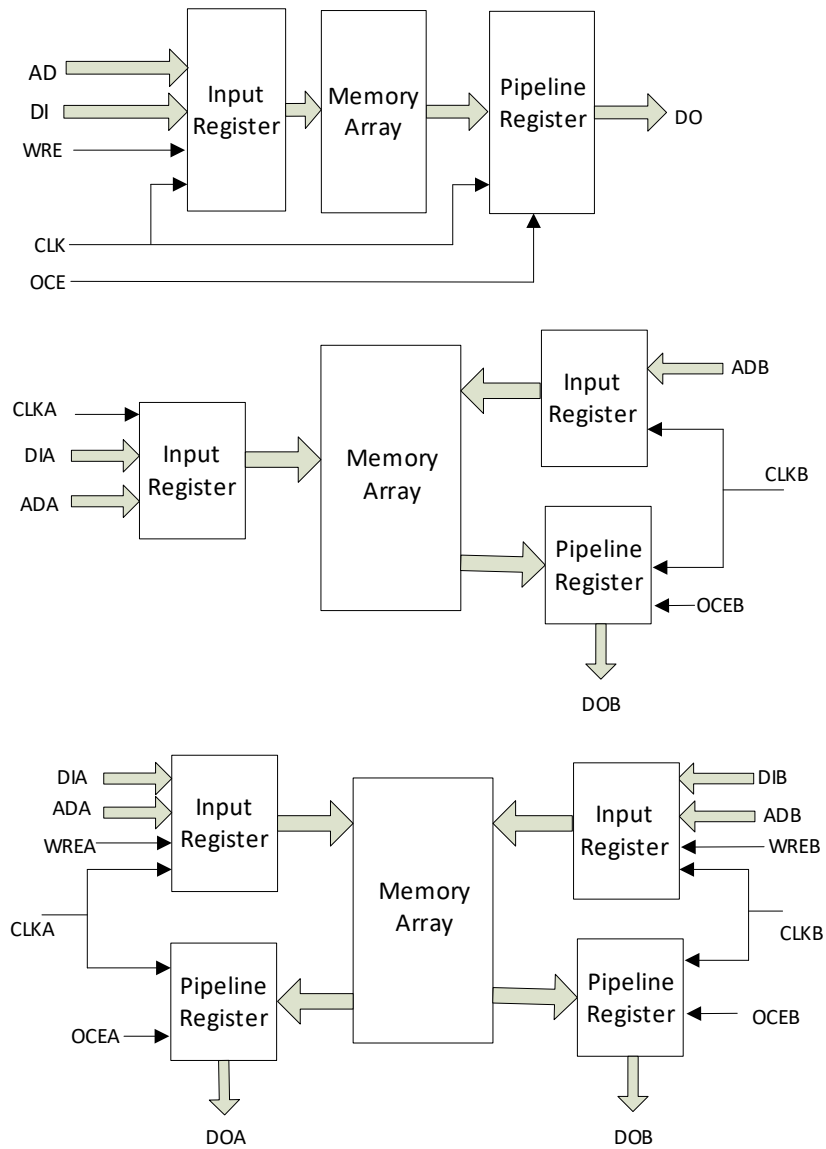 AD
DI
WRE
CLK
OCE
Input
Register
Memory
Array
Pipeline
Register
DO
CLKA
DIA
ADA
Input
Register
Memory
Array
Input
Register
ADB
CLKB
Pipeline
Register
OCEB
DOB
DIA
ADA
WREA
CLKA
OCEA
Input
Register
Pipeline
Register
DOA
Memory
Array
Input
Register
DIB
ADB
WREB
CLKB
Pipeline
Register
OCEB
DOB